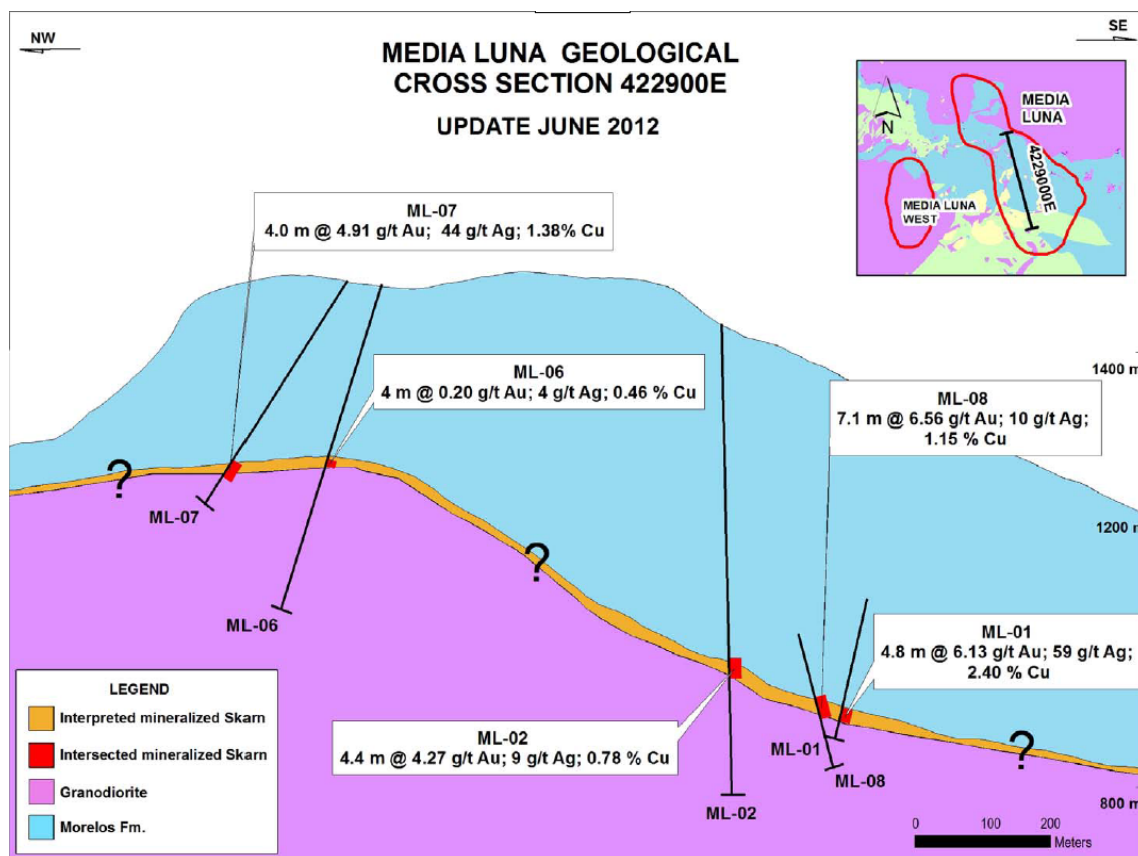 NW
SE
MEDIA LUNA GEOLOGICAL
CROSS SECTION 422900E
UPDATE JUNE 2012
N
MEDIA
LUNA
4229000E
MEDIA LUNA
WEST
ML-07
4.0 m @ 4.91 g/t Au; 44 g/t Ag; 1.38% Cu
ML-06
4 m @ 0.20 g/t Au; 4 g/t Ag; 0.46 % Cu
1400 m
ML-08
7.1 m @ 6.56 g/t Au; 10 g/t Ag;
1.15 % Cu
?
ML-07
1200 m
?
ML-06
ML-01
4.8 m @ 6.13 g/t Au; 59 g/t Ag;
2.40 % Cu
ML-02
4.4 m @ 4.27 g/t Au; 9 g/t Ag; 0.78 % Cu
ML-01
ML-08
?
ML-02
800 m
LEGEND
Interpreted mineralized Skarn
Intersected mineralized Skarn
Granodiorite
Morelos Fm.
0 100 200
Meters